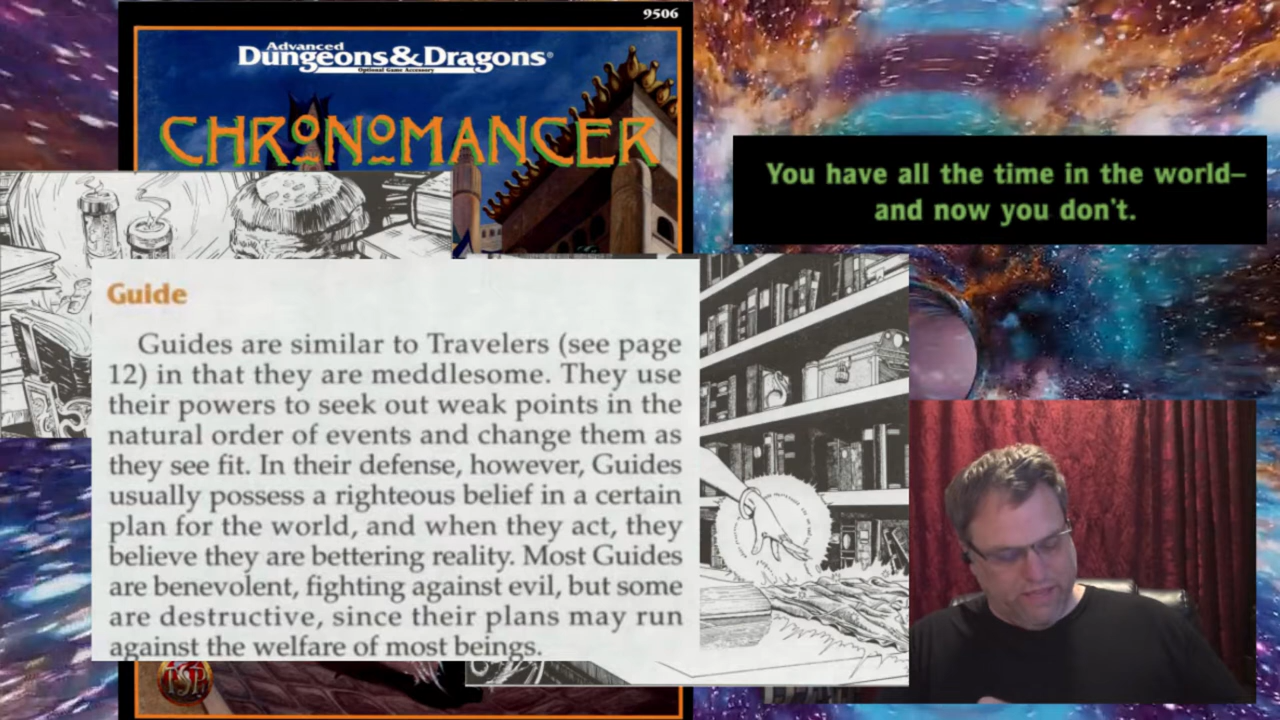 9506
Advanced
Dungeons&Dragons®
Optional Game Accessory
CHRONOMANCER
You have all the time in the world–
and now you don't.
Guide
Guides are similar to Travelers (see page
12) in that they are meddlesome. They use
their powers to seek out weak points in the
natural order of events and change them as
they see fit. In their defense, however, Guides
usually possess a righteous belief in a certain
plan for the world, and when they act, they
believe they are bettering reality. Most Guides
are benevolent, fighting against evil, but some
are destructive, since their plans may run
against the welfare of most beings.
TSR